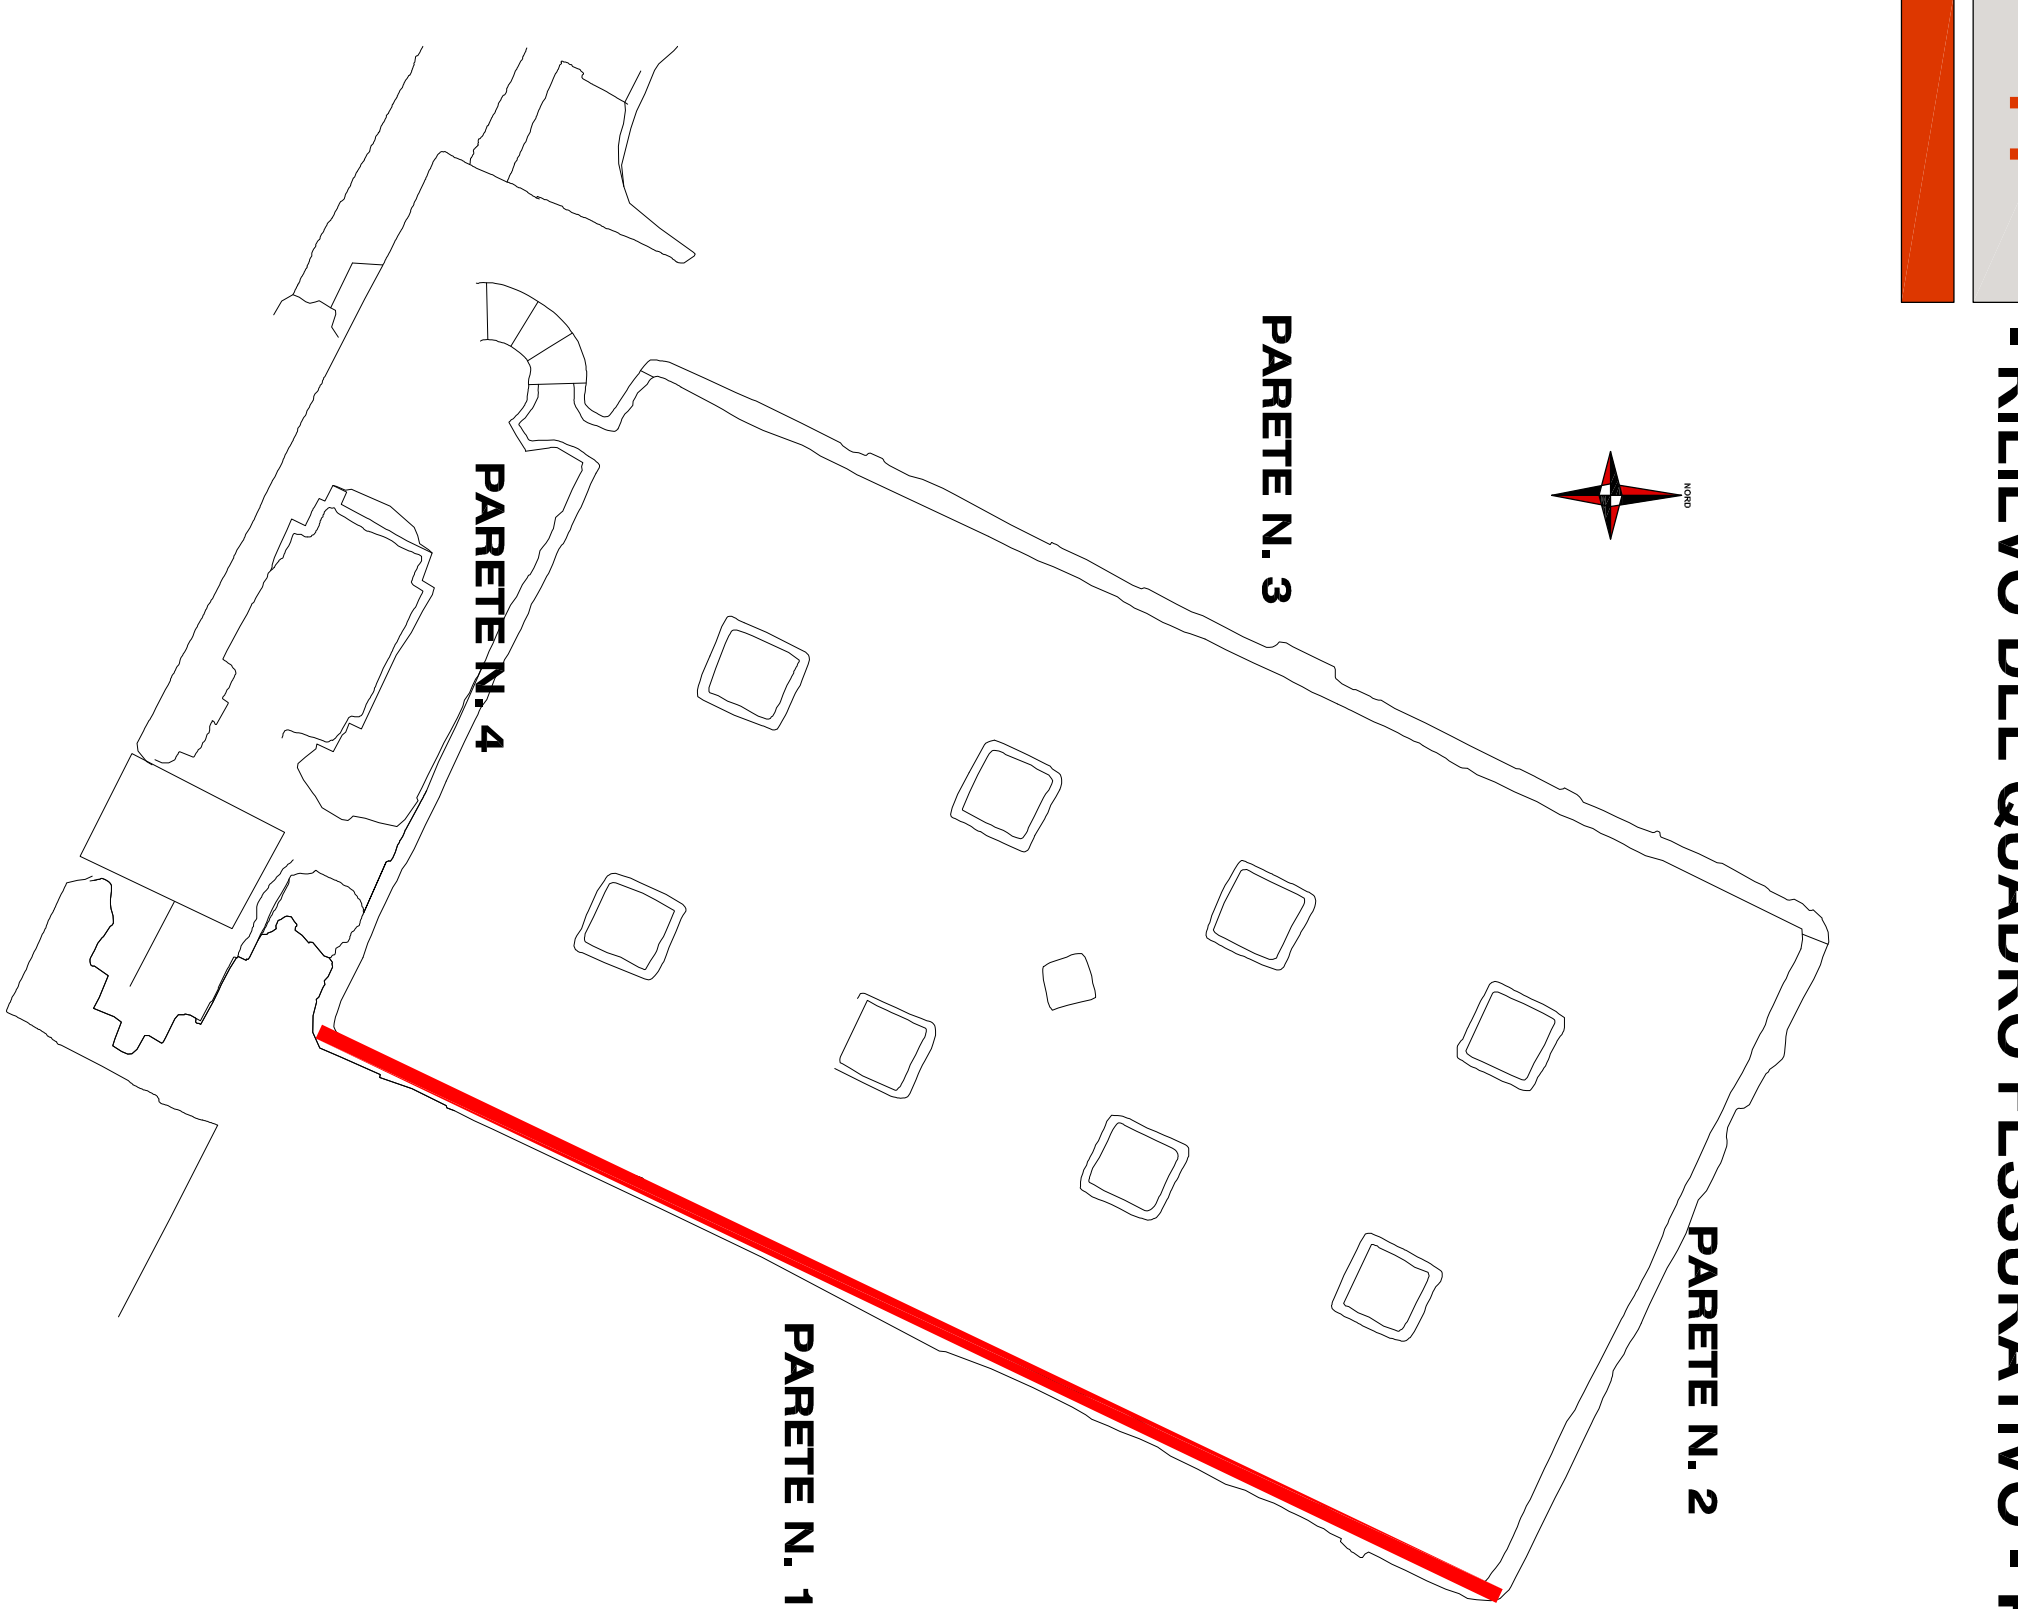 RILIEVO DEL QUADRO FESSURATIVO
NORD
PARETE N. 2
PARETE N. 3
PARETE N. 1
PARETE N. 4